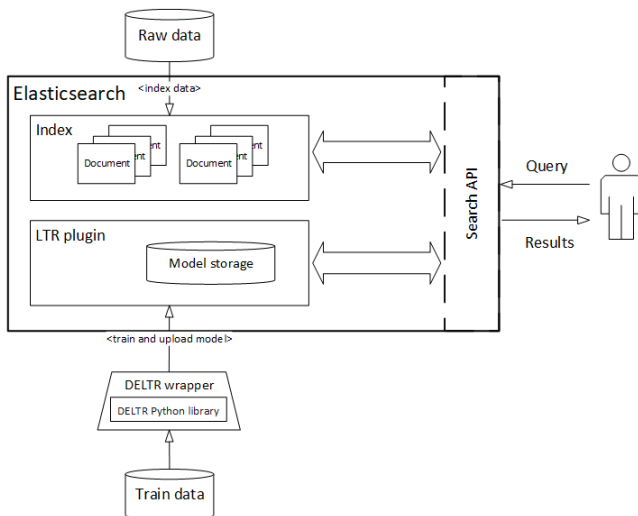 Raw data
Elasticsearch
<index data>
Index
Document
Document
LTR plugin
Model storage
Search API
Query
Results
<train and upload model>
DELTR wrapper
DELTR Python library
Train data